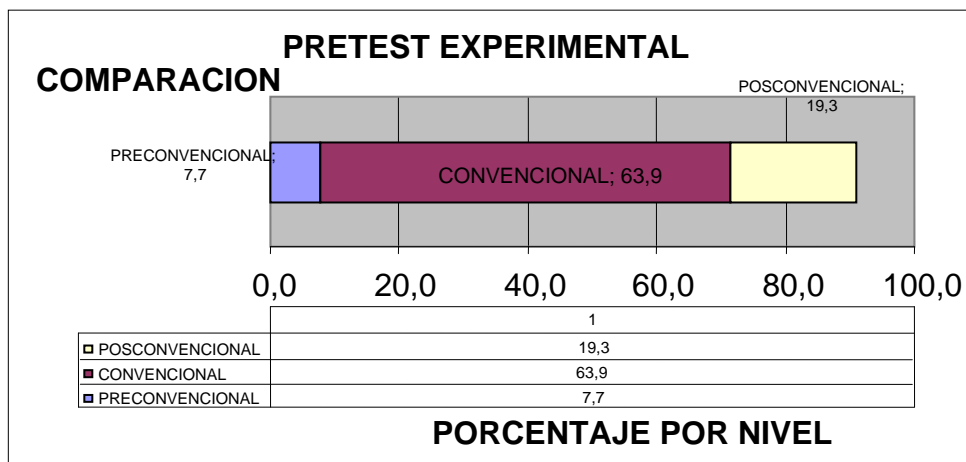 PRETEST EXPERIMENTAL
COMPARACION
POSCONVENCIONAL;
19,3
PRECONVENCIONAL;
7,7
CONVENCIONAL; 63,9
0,0 20,0 40,0 60,0 80,0 100,0
1
POSCONVENCIONAL 19,3
CONVENCIONAL 63,9
PRECONVENCIONAL 7,7
PORCENTAJE POR NIVEL